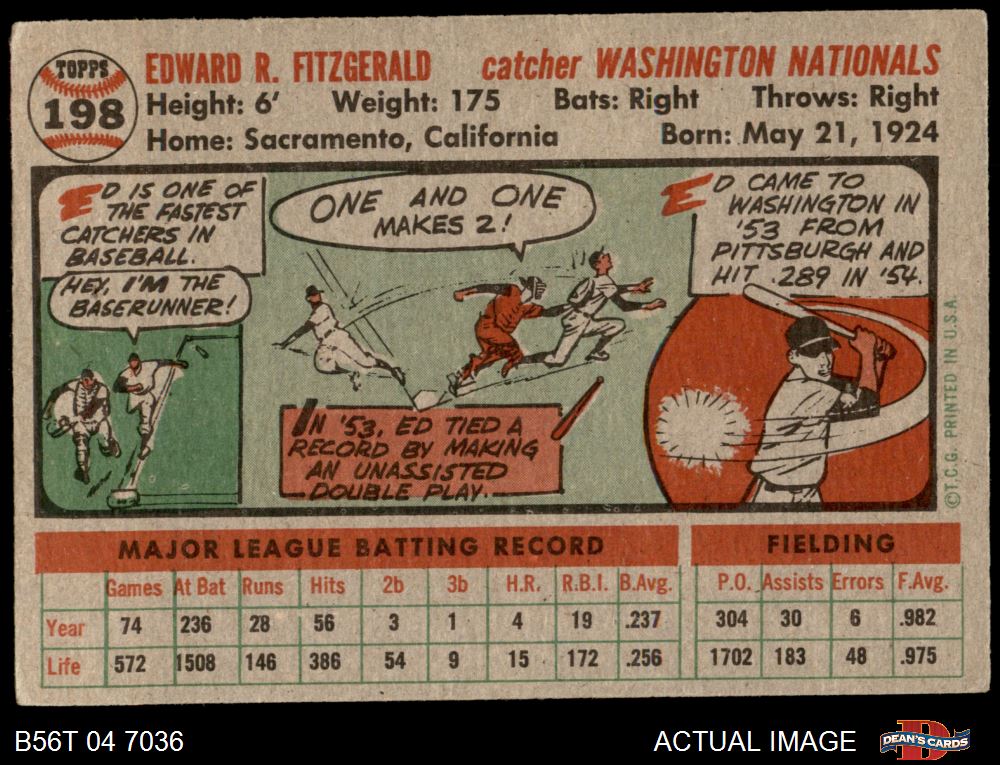 TOPPS
198
EDWARD R. FITZGERALD catcher WASHINGTON NATIONALS
Height: 6' Weight: 175 Bats: Right Throws: Right
Home: Sacramento, California Born: May 21, 1924
ED IS ONE OF
THE FASTEST
CATCHERS IN
BASEBALL.
HEY, I'M THE
BASERUNNER!
ONE AND ONE
MAKES 2!
IN '53, ED TIED A
RECORD BY MAKING
AN UNASSISTED
DOUBLE PLAY.
ED CAME TO
WASHINGTON IN
'53 FROM
PITTSBURGH AND
HIT .289 IN '54.
©T.C.G. PRINTED IN U.S.A.
MAJOR LEAGUE BATTING RECORD FIELDING
Games At Bat Runs Hits 2b 3b H.R. R.B.I. B.Avg. P.O. Assists Errors F.Avg.
Year 74 236 28 56 3 1 4 19 .237 304 30 6 .982
Life 572 1508 146 386 54 9 15 172 .256 1702 183 48 .975
B56T 04 7036 ACTUAL IMAGE DEAN'S CARDS